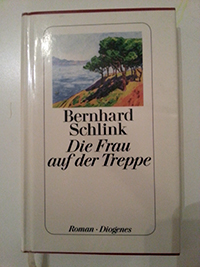 Bernhard
Schlink
Die Frau
auf der Treppe
Roman · Diogenes